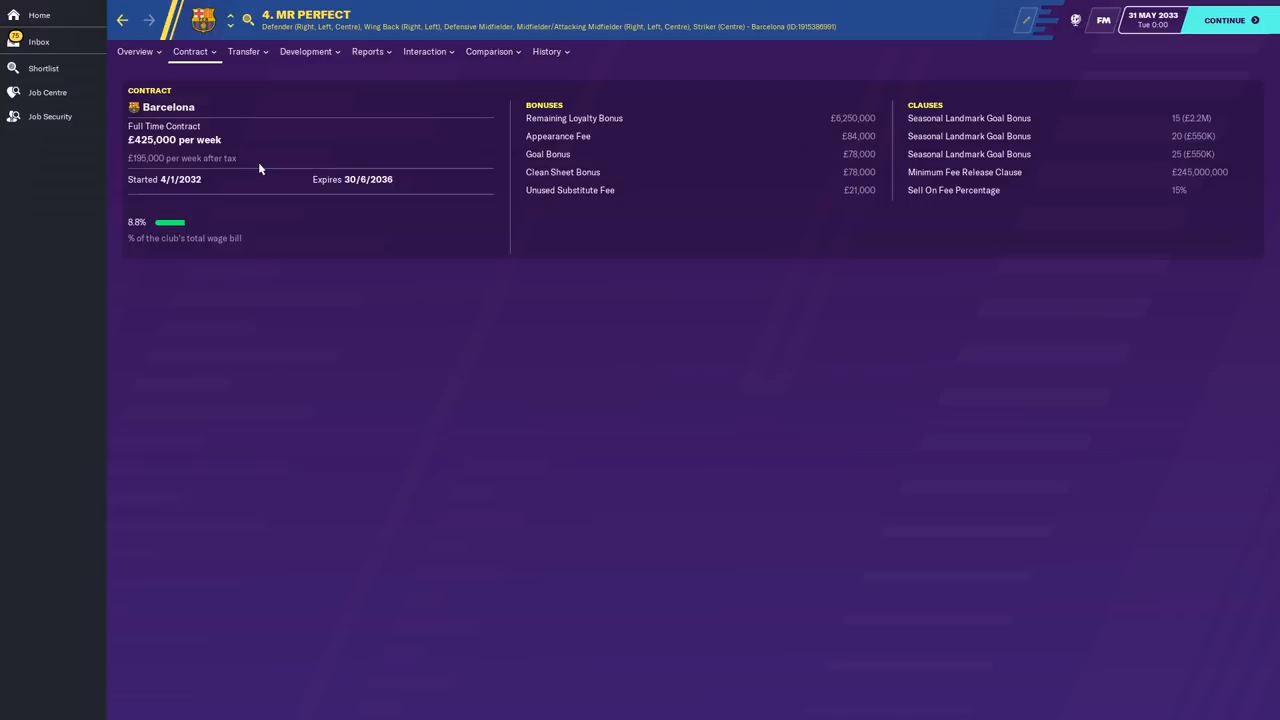 Home
75
Inbox
Shortlist
Job Centre
Job Security
4. MR PERFECT
Defender (Right, Left, Centre), Wing Back (Right, Left), Defensive Midfielder, Midfielder/Attacking Midfielder (Right, Left, Centre), Striker (Centre) - Barcelona (ID:1915386991)
FM
31 MAY 2033
Tue 0:00
CONTINUE
Overview
Contract
Transfer
Development
Reports
Interaction
Comparison
History
CONTRACT
Barcelona
Full Time Contract
£425,000 per week
£195,000 per week after tax
Started 4/1/2032 Expires 30/6/2036
8.8%
% of the club's total wage bill
BONUSES
Remaining Loyalty Bonus £6,250,000
Appearance Fee £84,000
Goal Bonus £78,000
Clean Sheet Bonus £78,000
Unused Substitute Fee £21,000
CLAUSES
Seasonal Landmark Goal Bonus 15 (£2.2M)
Seasonal Landmark Goal Bonus 20 (£550K)
Seasonal Landmark Goal Bonus 25 (£550K)
Minimum Fee Release Clause £245,000,000
Sell On Fee Percentage 15%